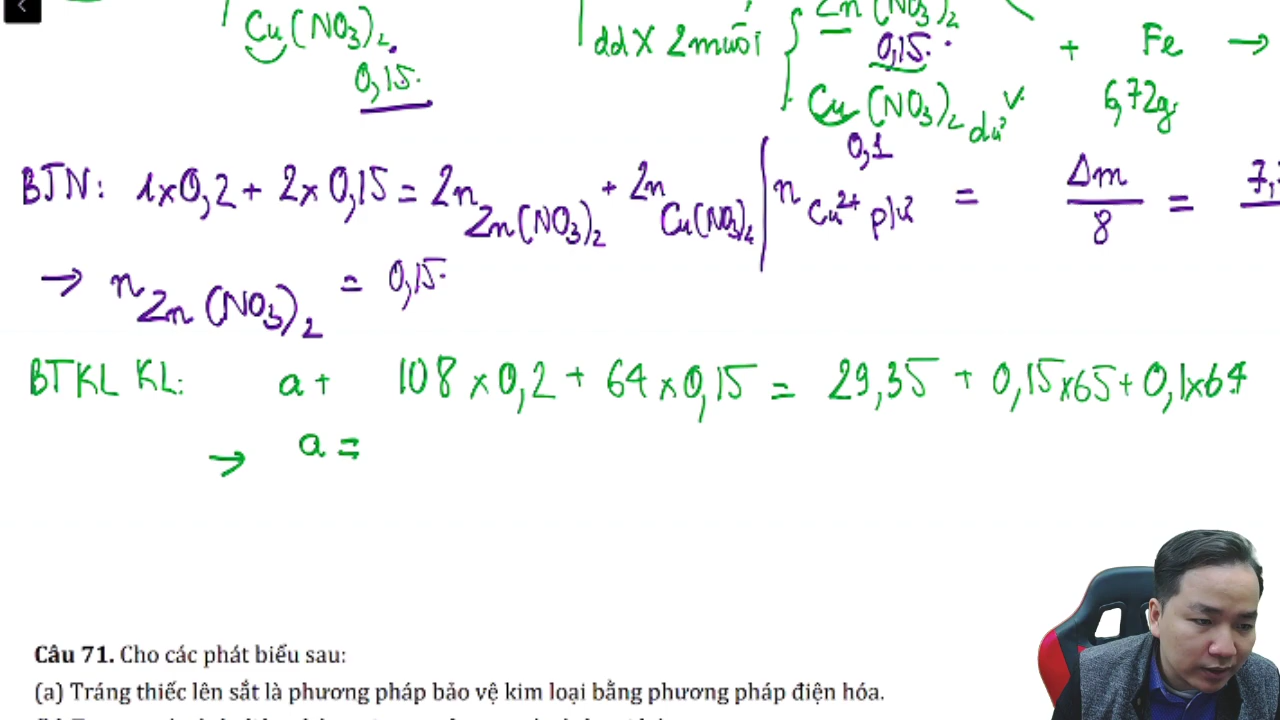 Cu(NO3)2
0,15.
ddX 2 muối
Zn(NO3)2
0,15.
Cu(NO3)2 dư
0,1
+ Fe →
6,72g
BTN: 1×0,2 + 2×0,15 = 2nZn(NO3)2 + 2nCu(NO3)2
nCu2+ p/ư = Δm/8 =
→ nZn(NO3)2 = 0,15.
BTKL KL: a + 108×0,2 + 64×0,15 = 29,35 + 0,15×65 + 0,1×64
→ a =
Câu 71. Cho các phát biểu sau:
(a) Tráng thiếc lên sắt là phương pháp bảo vệ kim loại bằng phương pháp điện hóa.